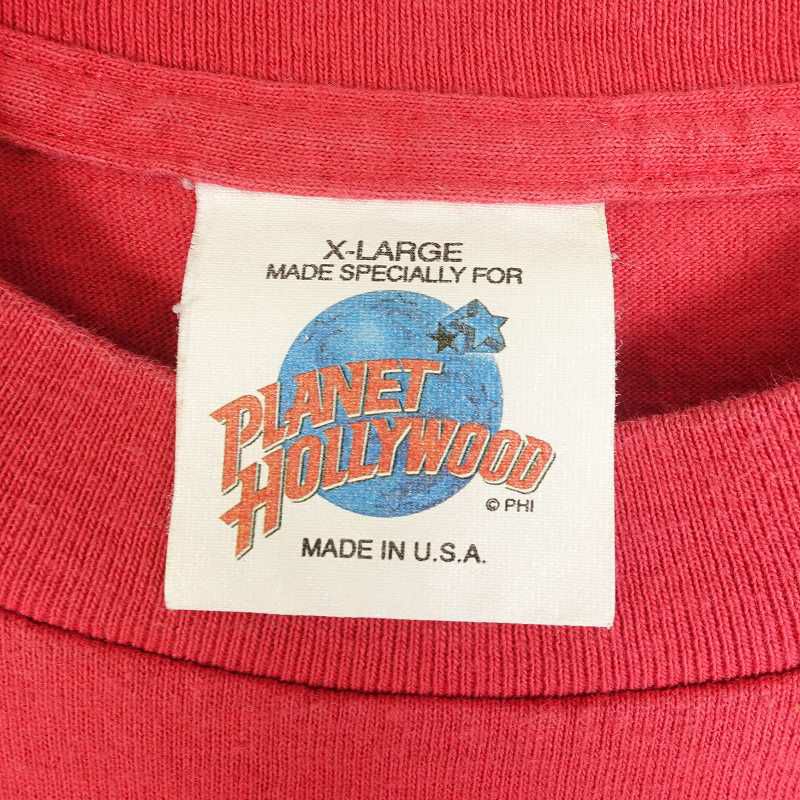 X-LARGE
MADE SPECIALLY FOR
PLANET
HOLLYWOOD
© PHI
MADE IN U.S.A.